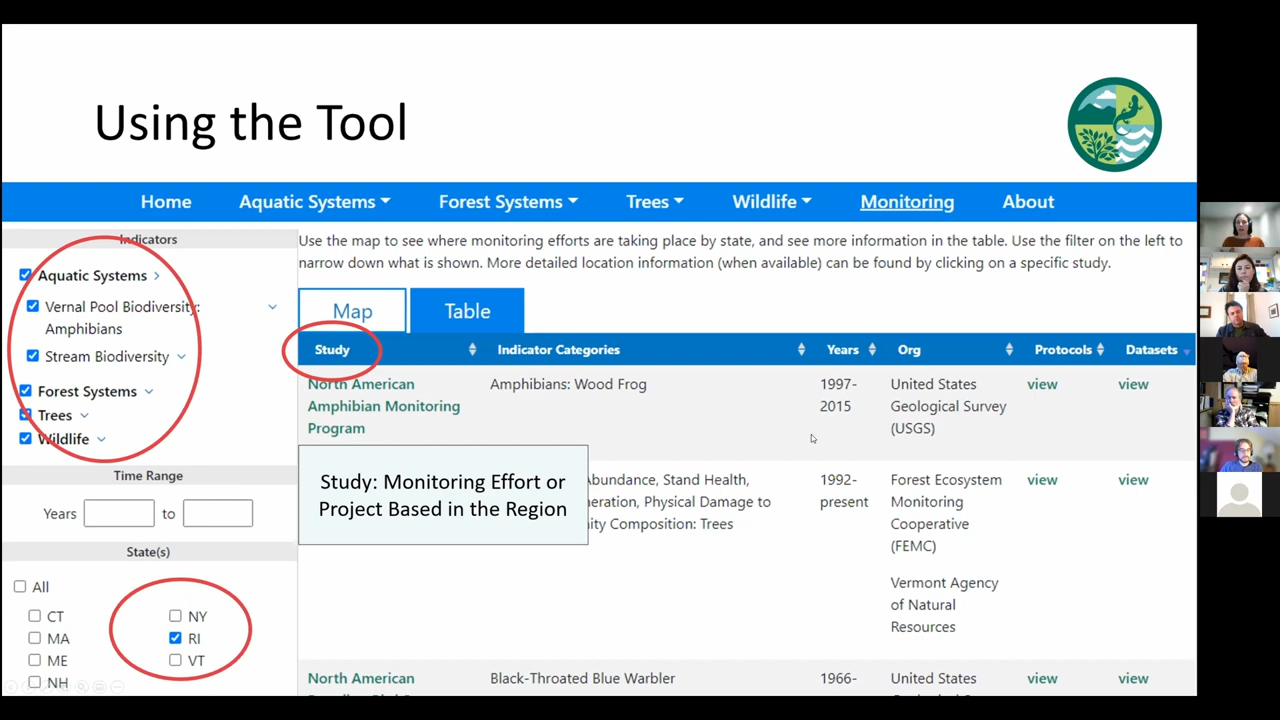 Using the Tool
Home Aquatic Systems Forest Systems Trees Wildlife Monitoring About
Indicators
Aquatic Systems
Vernal Pool Biodiversity:
Amphibians
Stream Biodiversity
Forest Systems
Trees
Wildlife
Time Range
Years to
State(s)
All
CT NY
MA RI
ME VT
NH
Use the map to see where monitoring efforts are taking place by state, and see more information in the table. Use the filter on the left to
narrow down what is shown. More detailed location information (when available) can be found by clicking on a specific study.
Map Table
Study Indicator Categories Years Org Protocols Datasets
North American Amphibians: Wood Frog 1997- United States view view
Amphibian Monitoring 2015 Geological Survey
Program (USGS)
Study: Monitoring Effort or
Project Based in the Region
Abundance, Stand Health, 1992- Forest Ecosystem view view
Physical Damage to present Monitoring
Composition: Trees Cooperative
(FEMC)
Vermont Agency
of Natural
Resources
North American Black-Throated Blue Warbler 1966- United States view view